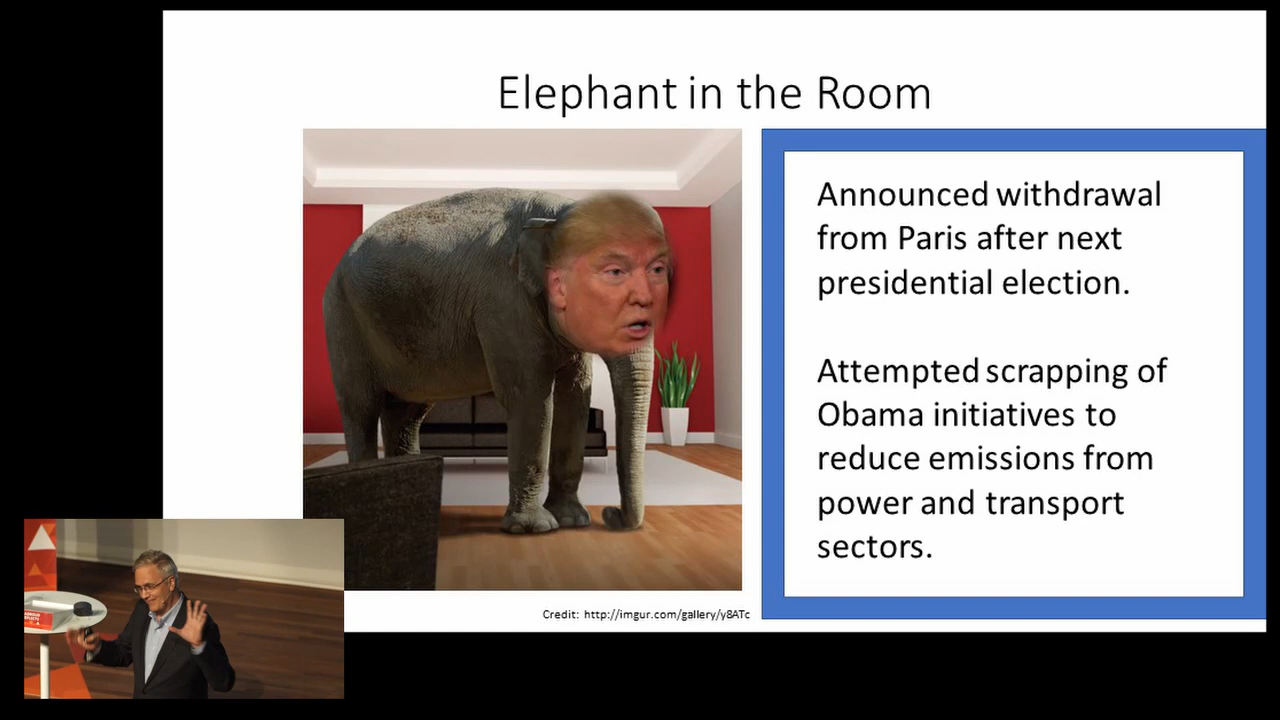 Elephant in the Room
Announced withdrawal
from Paris after next
presidential election.
Attempted scrapping of
Obama initiatives to
reduce emissions from
power and transport
sectors.
Credit: http://imgur.com/gallery/y8ATc